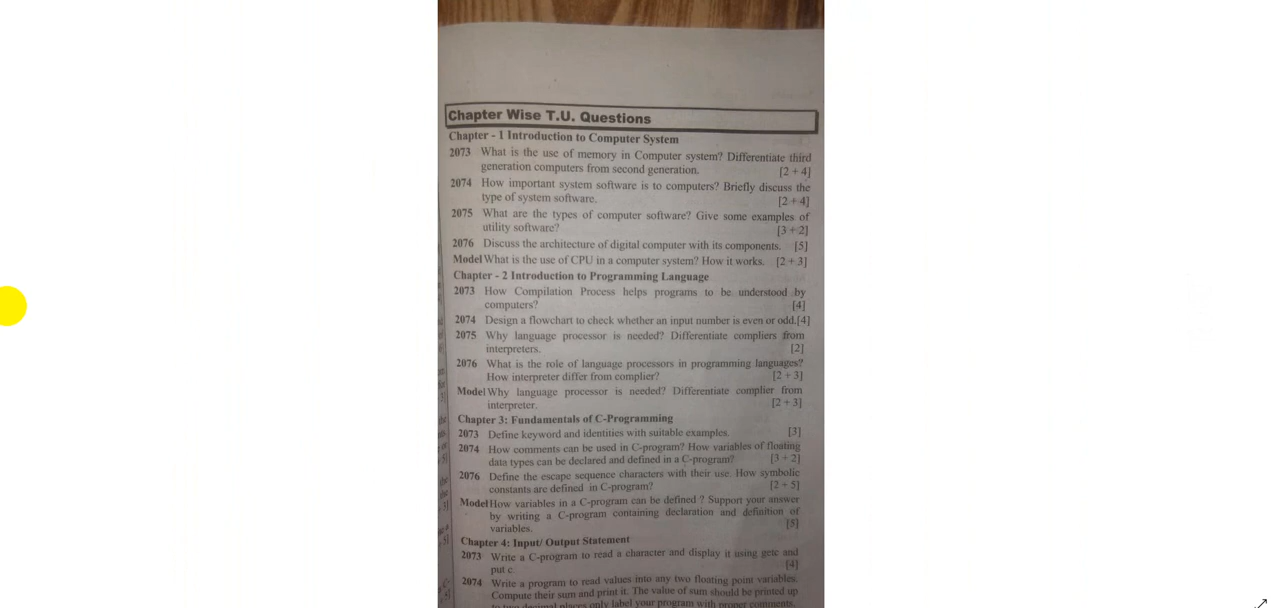 Chapter Wise T.U. Questions
Chapter - 1 Introduction to Computer System
2073 What is the use of memory in Computer system? Differentiate third
generation computers from second generation. [2 + 4]
2074 How important system software is to computers? Briefly discuss the
type of system software. [2 + 4]
2075 What are the types of computer software? Give some examples of
utility software? [3 + 2]
2076 Discuss the architecture of digital computer with its components. [5]
Model What is the use of CPU in a computer system? How it works. [2 + 3]
Chapter - 2 Introduction to Programming Language
2073 How Compilation Process helps programs to be understood by
computers? [4]
2074 Design a flowchart to check whether an input number is even or odd.[4]
2075 Why language processor is needed? Differentiate compliers from
interpreters. [2]
2076 What is the role of language processors in programming languages?
How interpreter differ from complier? [2 + 3]
Model Why language processor is needed? Differentiate complier from
interpreter. [2 + 3]
Chapter 3: Fundamentals of C-Programming
2073 Define keyword and identities with suitable examples. [3]
2074 How comments can be used in C-program? How variables of floating
data types can be declared and defined in a C-program? [3 + 2]
2076 Define the escape sequence characters with their use. How symbolic
constants are defined in C-program? [2 + 5]
Model How variables in a C-program can be defined ? Support your answer
by writing a C-program containing declaration and definition of
variables. [5]
Chapter 4: Input/ Output Statement
2073 Write a C-program to read a character and display it using getc and
put c. [4]
2074 Write a program to read values into any two floating point variables.
Compute their sum and print it. The value of sum should be printed up
to two decimal places only label your program with proper comments.